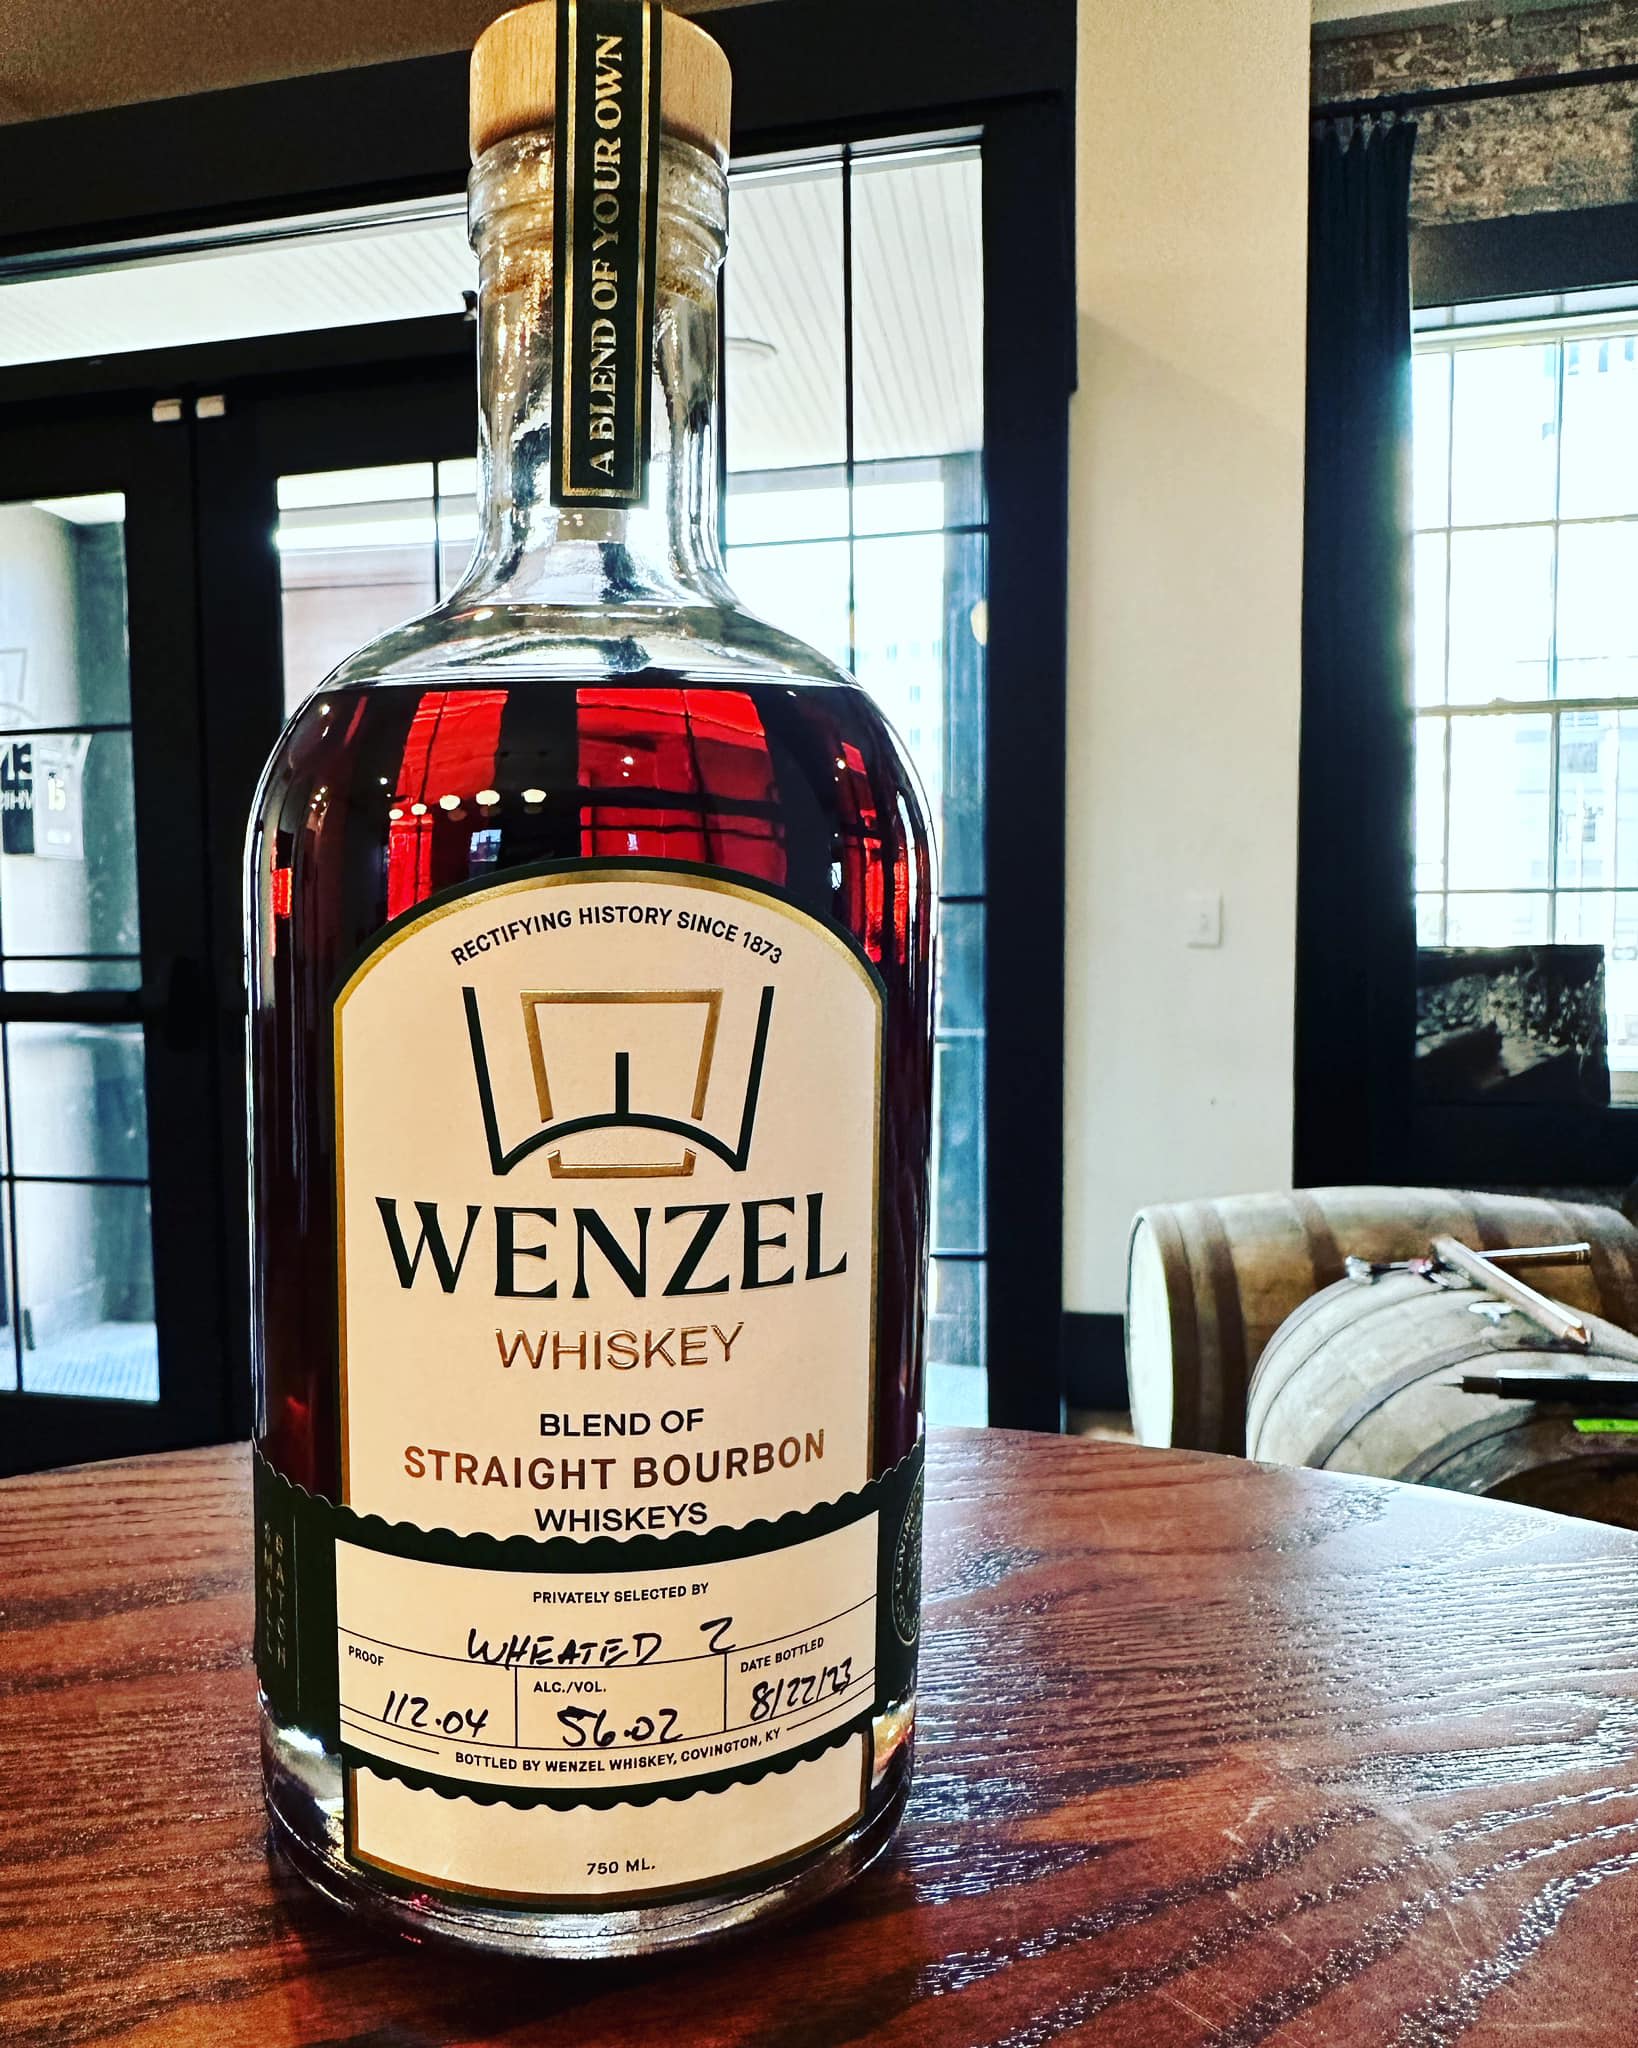 A BLEND OF YOUR OWN
RECTIFYING HISTORY SINCE 1873
WENZEL
WHISKEY
BLEND OF
STRAIGHT BOURBON
WHISKEYS
SMALL BATCH
PRIVATELY SELECTED BY
WHEATED 2
PROOF
112.04
ALC./VOL.
56.02
DATE BOTTLED
8/22/23
BOTTLED BY WENZEL WHISKEY, COVINGTON, KY
750 ML.
15